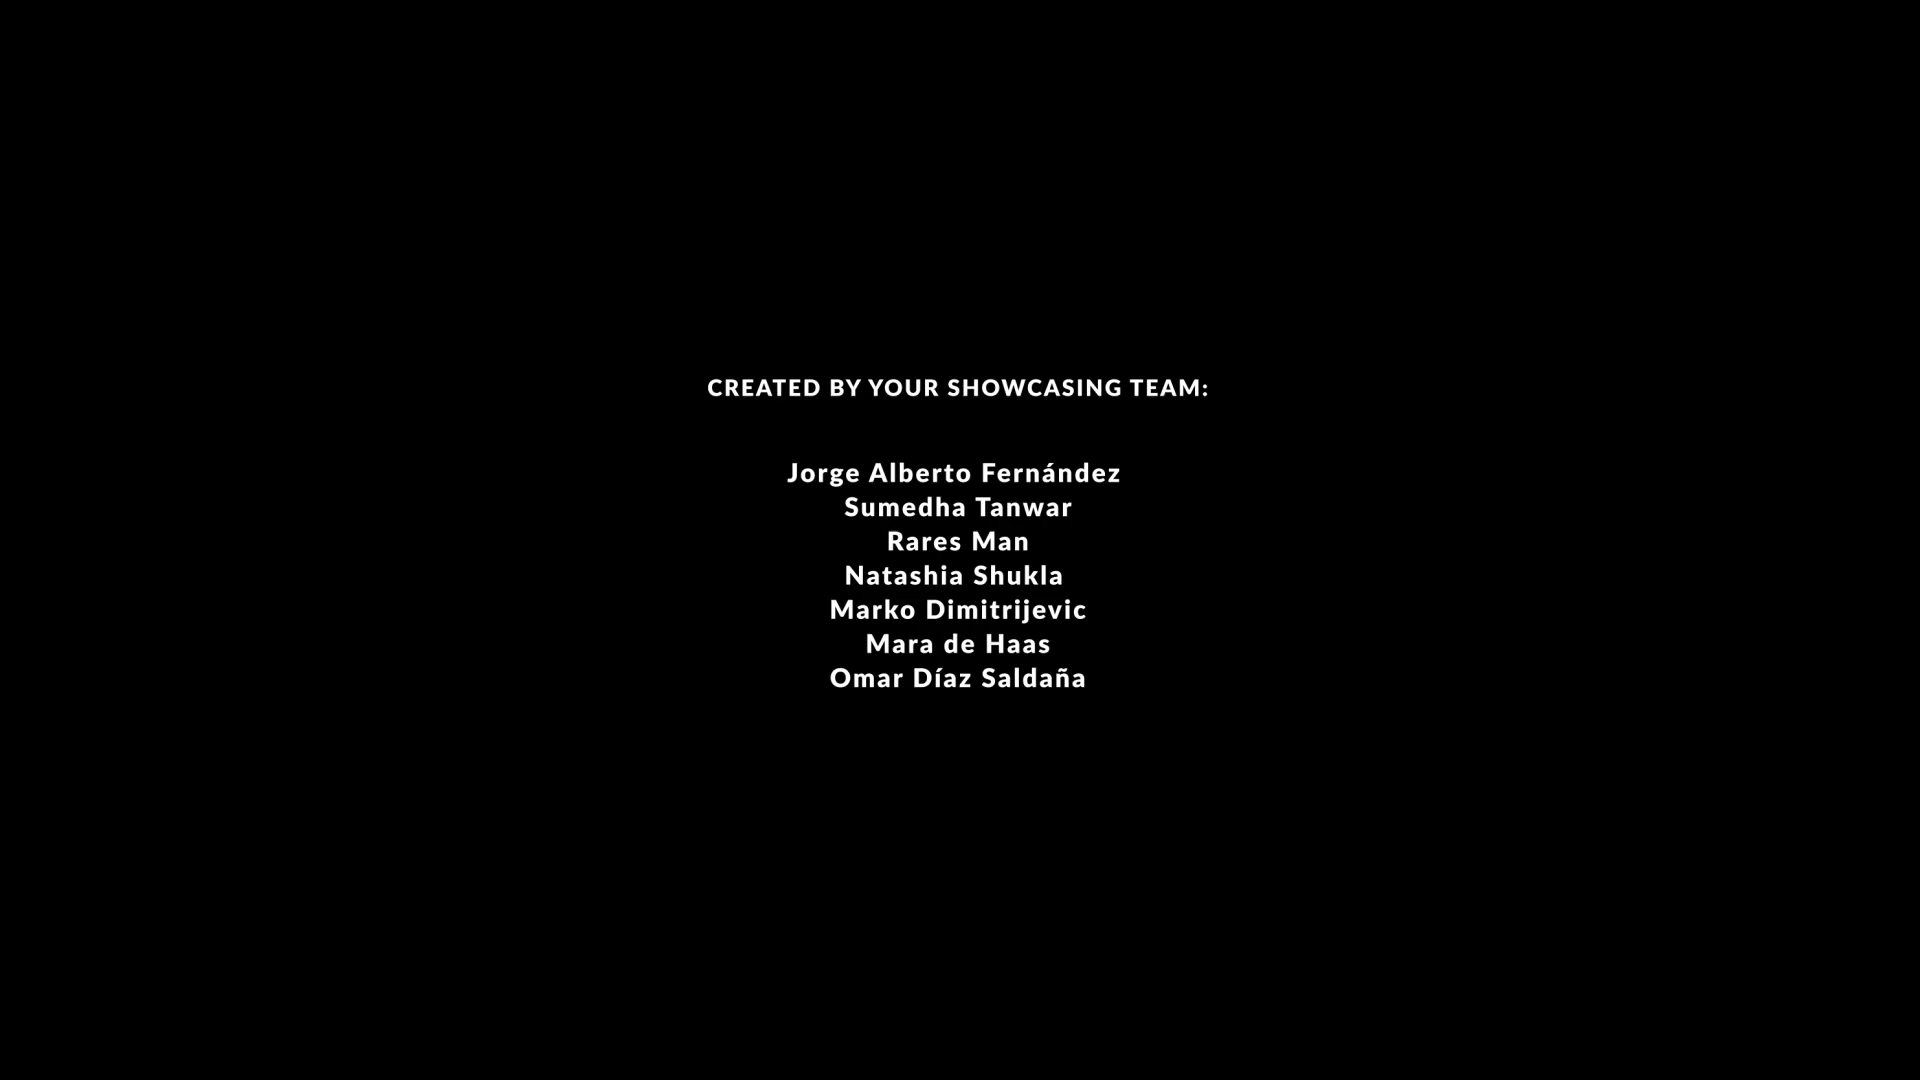 CREATED BY YOUR SHOWCASING TEAM:
Jorge Alberto Fernández
Sumedha Tanwar
Rares Man
Natashia Shukla
Marko Dimitrijevic
Mara de Haas
Omar Díaz Saldaña